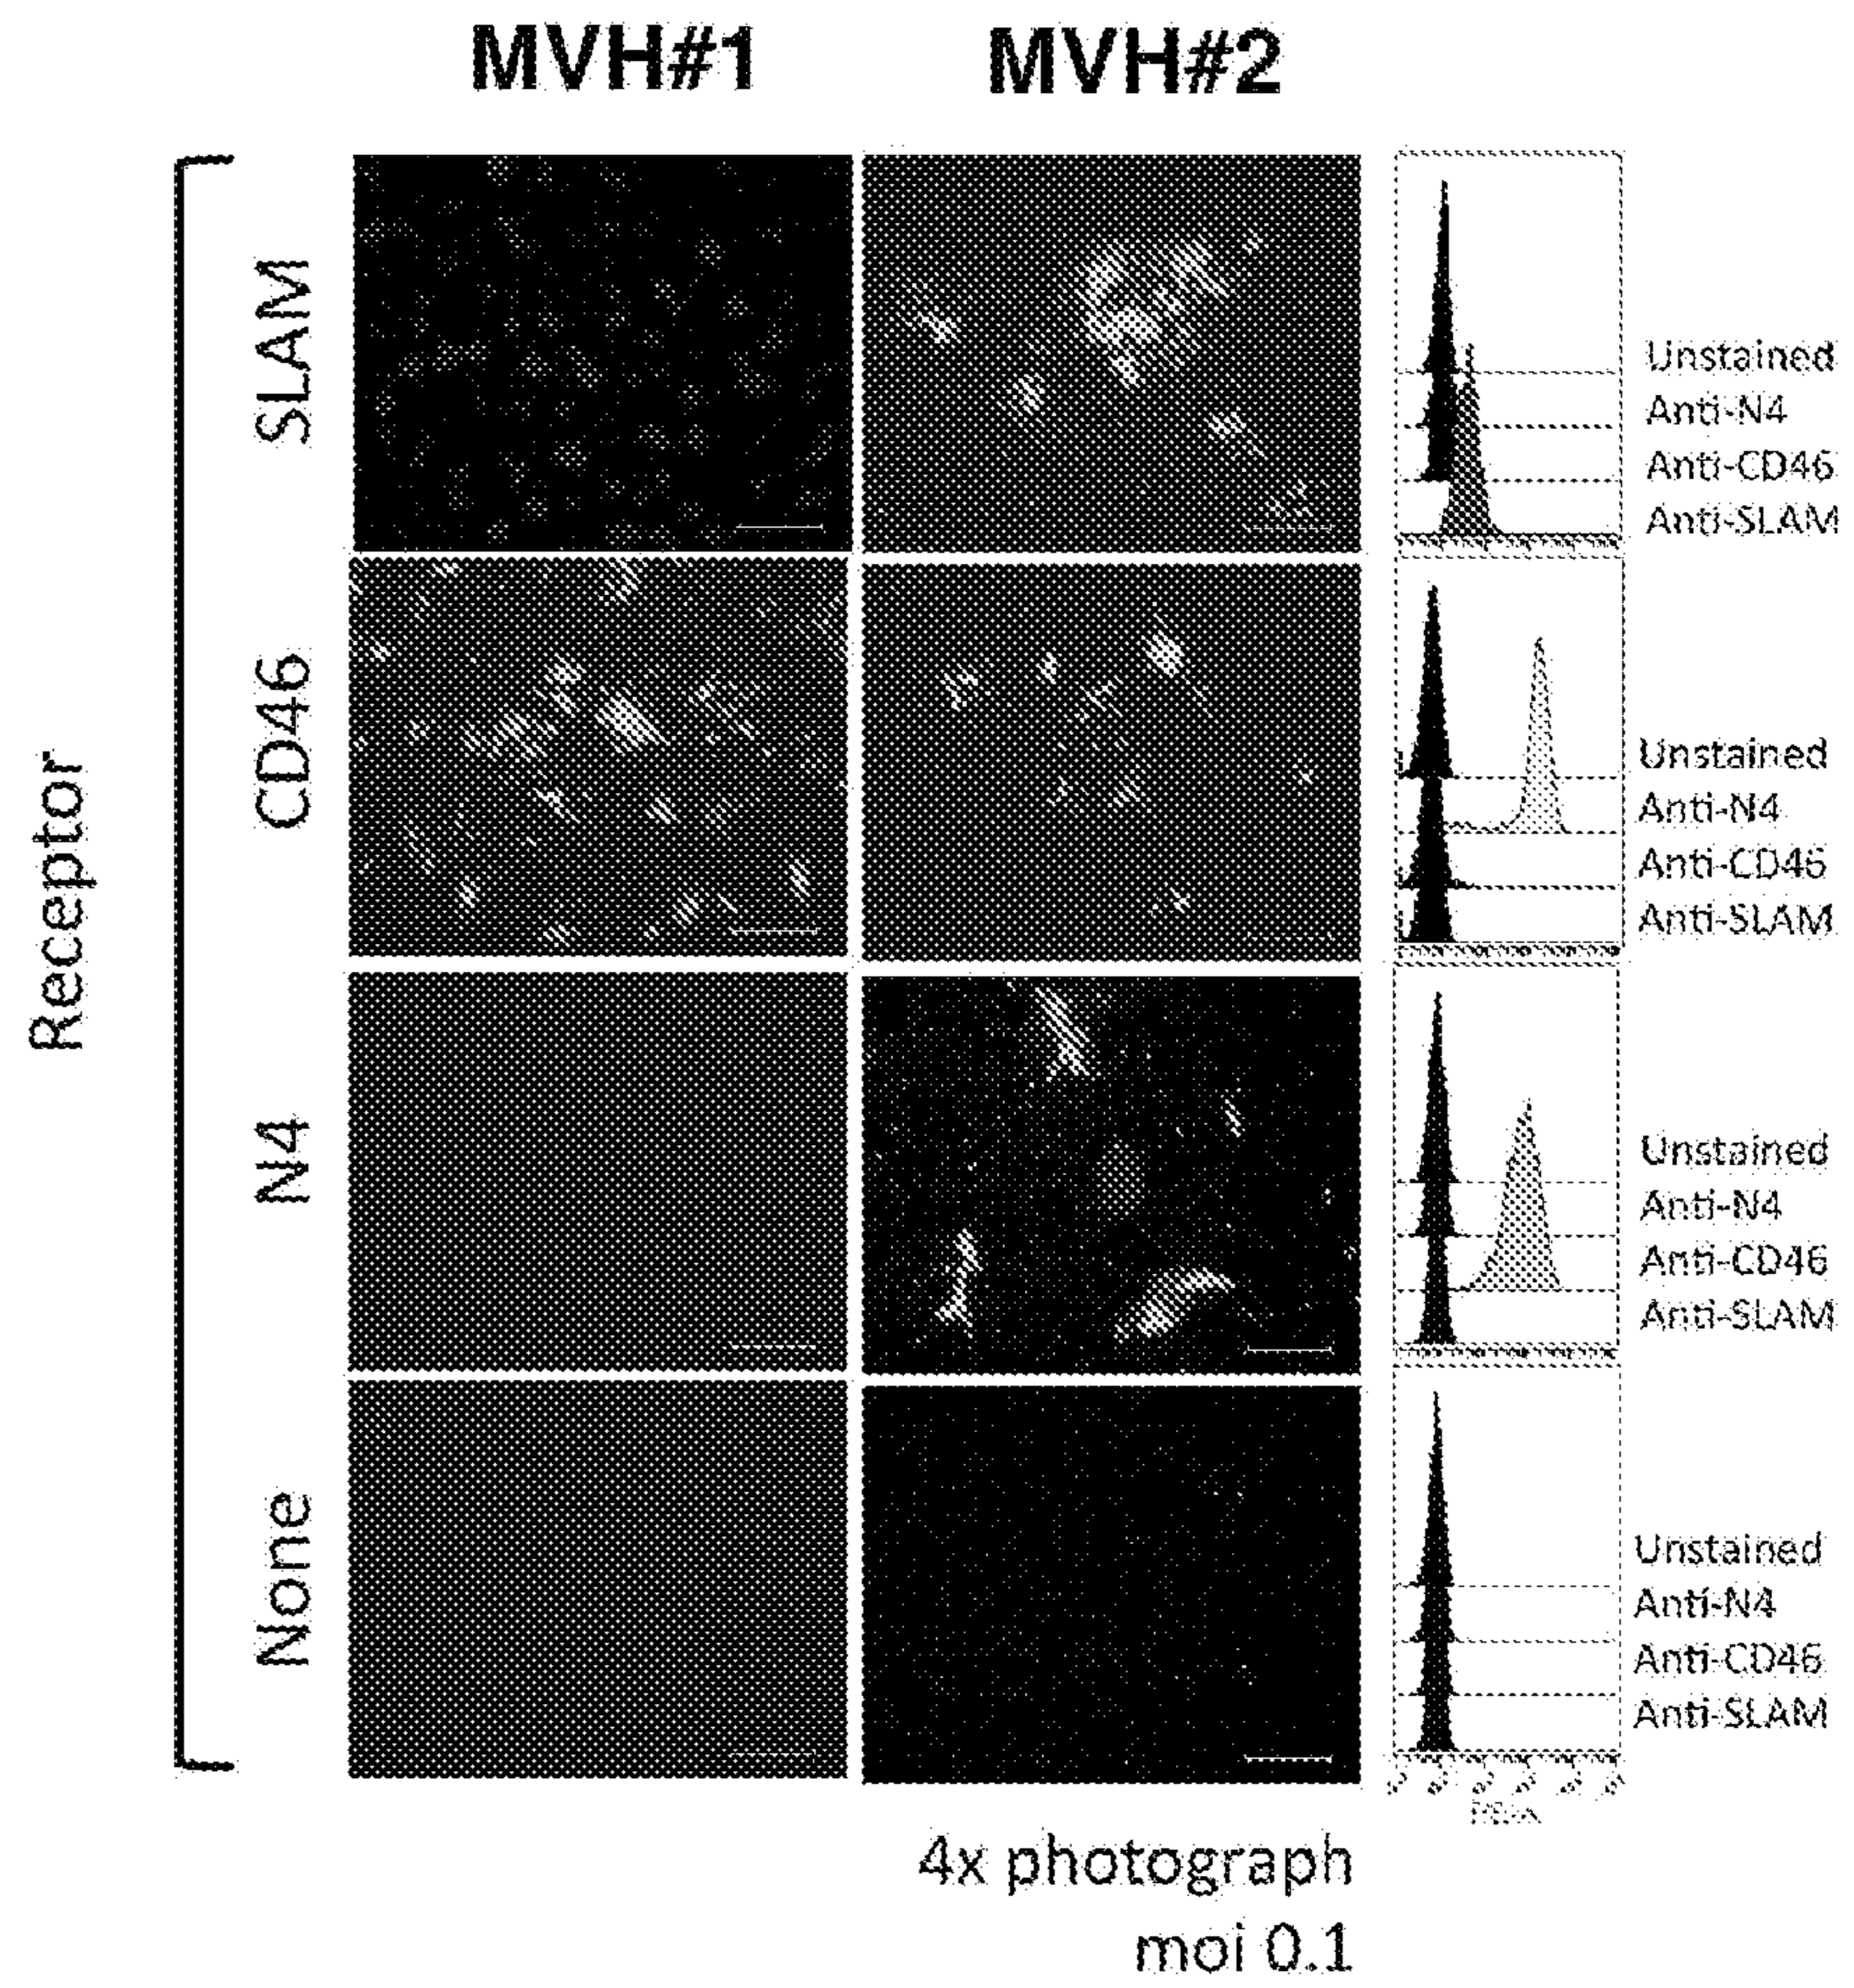 MVH#1 MVH#2
Receptor
SLAM
Unstained
Anti-N4
Anti-CD46
Anti-SLAM
CD46
Unstained
Anti-N4
Anti-CD46
Anti-SLAM
N4
Unstained
Anti-N4
Anti-CD46
Anti-SLAM
None
Unstained
Anti-N4
Anti-CD46
Anti-SLAM
4x photograph
moi 0.1